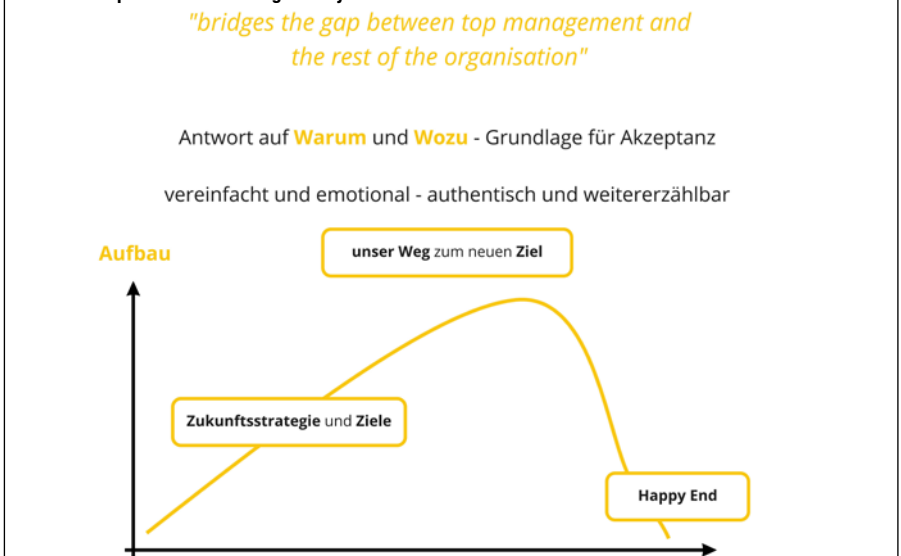 "bridges the gap between top management and
the rest of the organisation"
Antwort auf Warum und Wozu - Grundlage für Akzeptanz
vereinfacht und emotional - authentisch und weitererzählbar
Aufbau
unser Weg zum neuen Ziel
Zukunftsstrategie und Ziele
Happy End